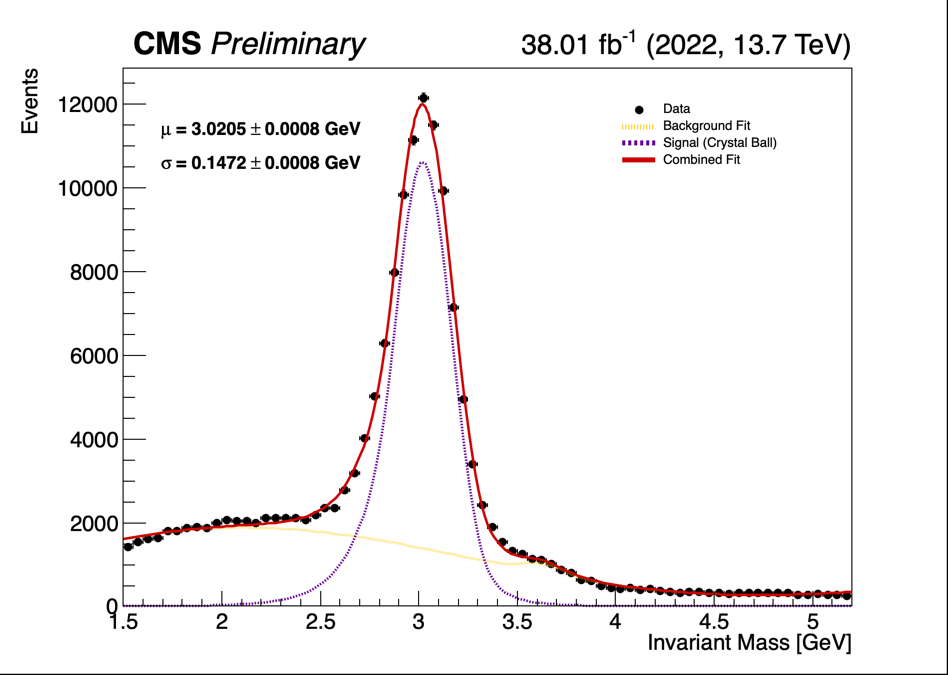 CMS Preliminary
38.01 fb-1 (2022, 13.7 TeV)
Events
12000
10000
8000
6000
4000
2000
0
μ = 3.0205 ± 0.0008 GeV
σ = 0.1472 ± 0.0008 GeV
Data
Background Fit
Signal (Crystal Ball)
Combined Fit
1.5 2 2.5 3 3.5 4 4.5 5
Invariant Mass [GeV]